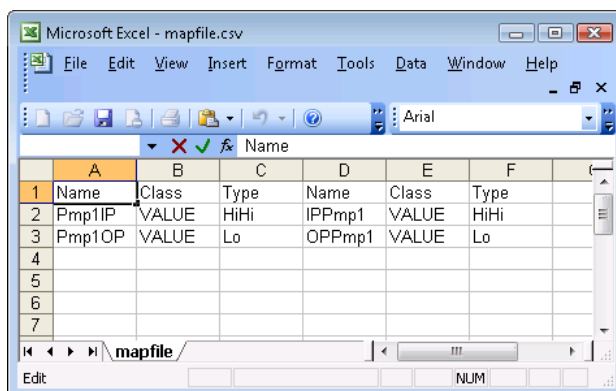 Microsoft Excel - mapfile.csv
File Edit View Insert Format Tools Data Window Help
Arial
fx Name
A B C D E F
1 Name Class Type Name Class Type
2 Pmp1IP VALUE HiHi IPPmp1 VALUE HiHi
3 Pmp1OP VALUE Lo OPPmp1 VALUE Lo
4
5
6
7
mapfile
Edit NUM